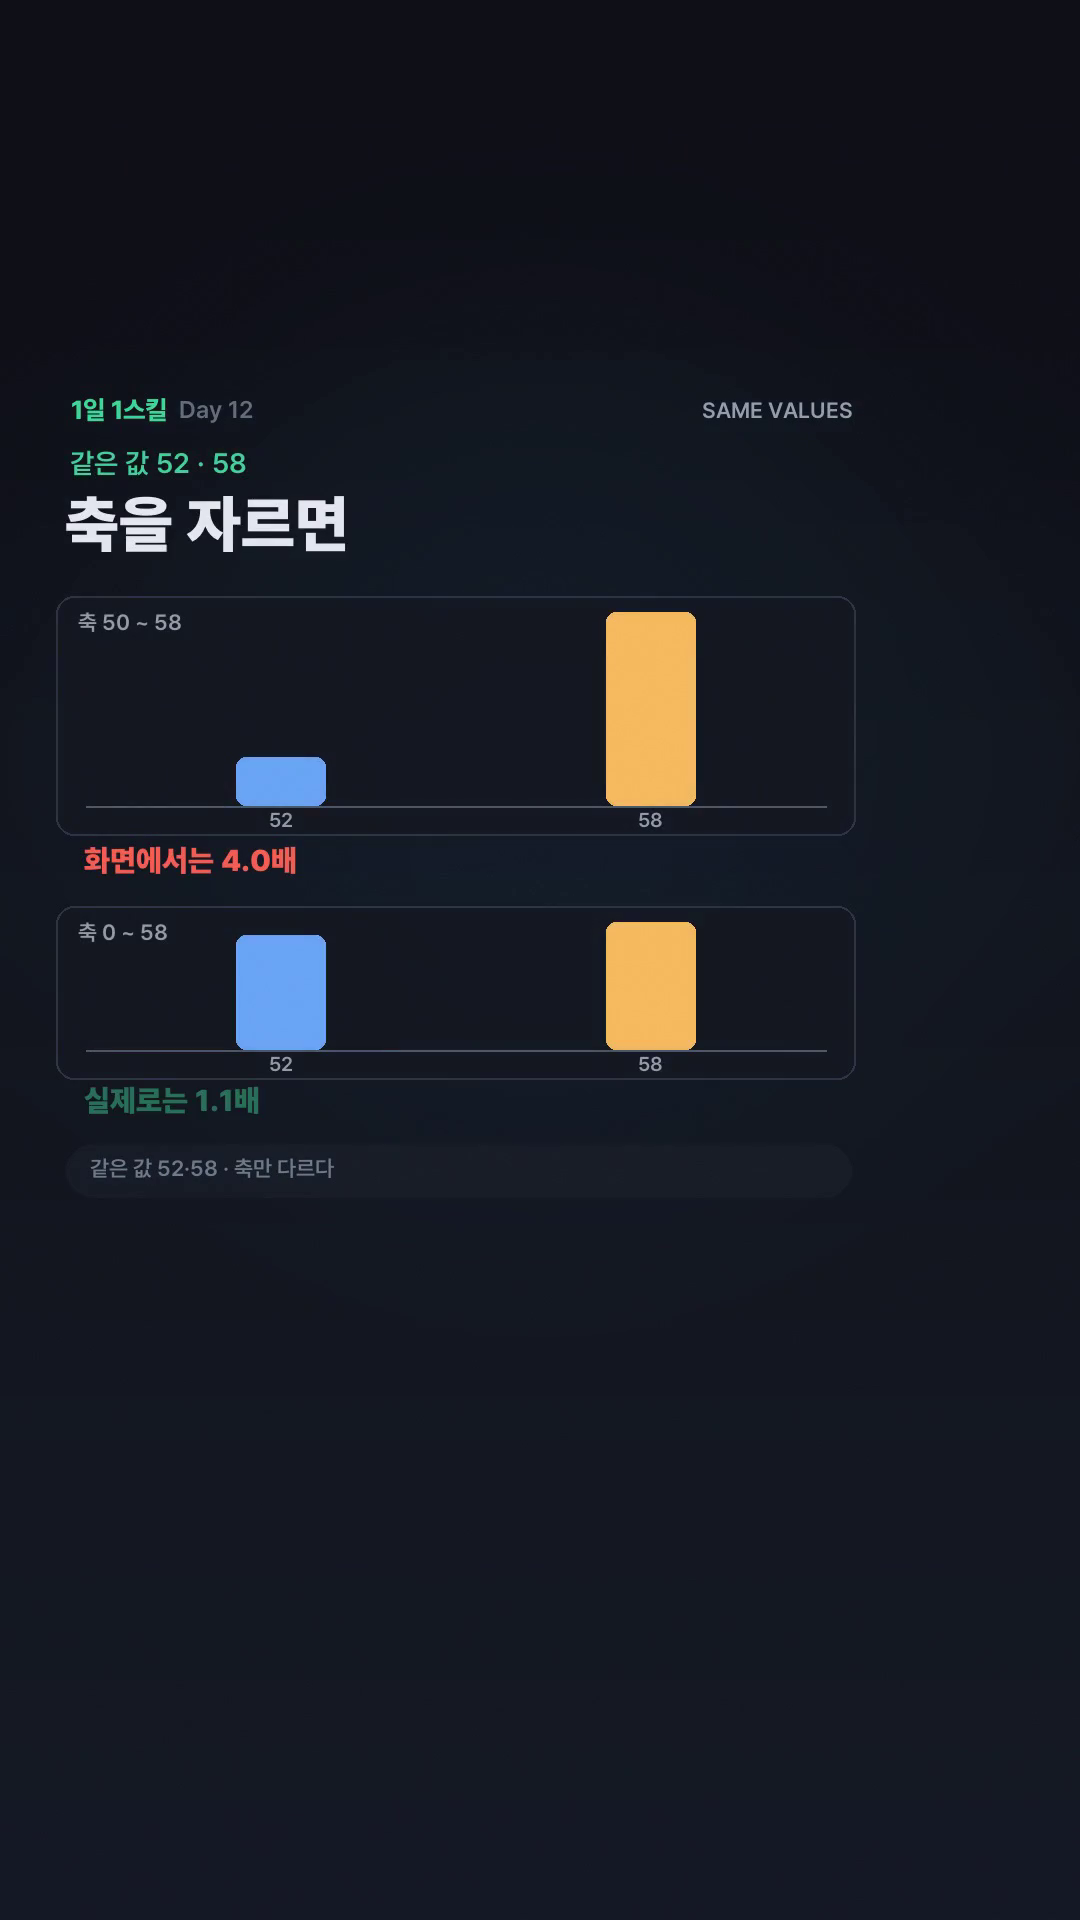 1일 1스킬 Day 12
SAME VALUES
같은 값 52 · 58
축을 자르면
축 50 ~ 58
52
58
화면에서는 4.0배
축 0 ~ 58
52
58
실제로는 1.1배
같은 값 52·58 · 축만 다르다